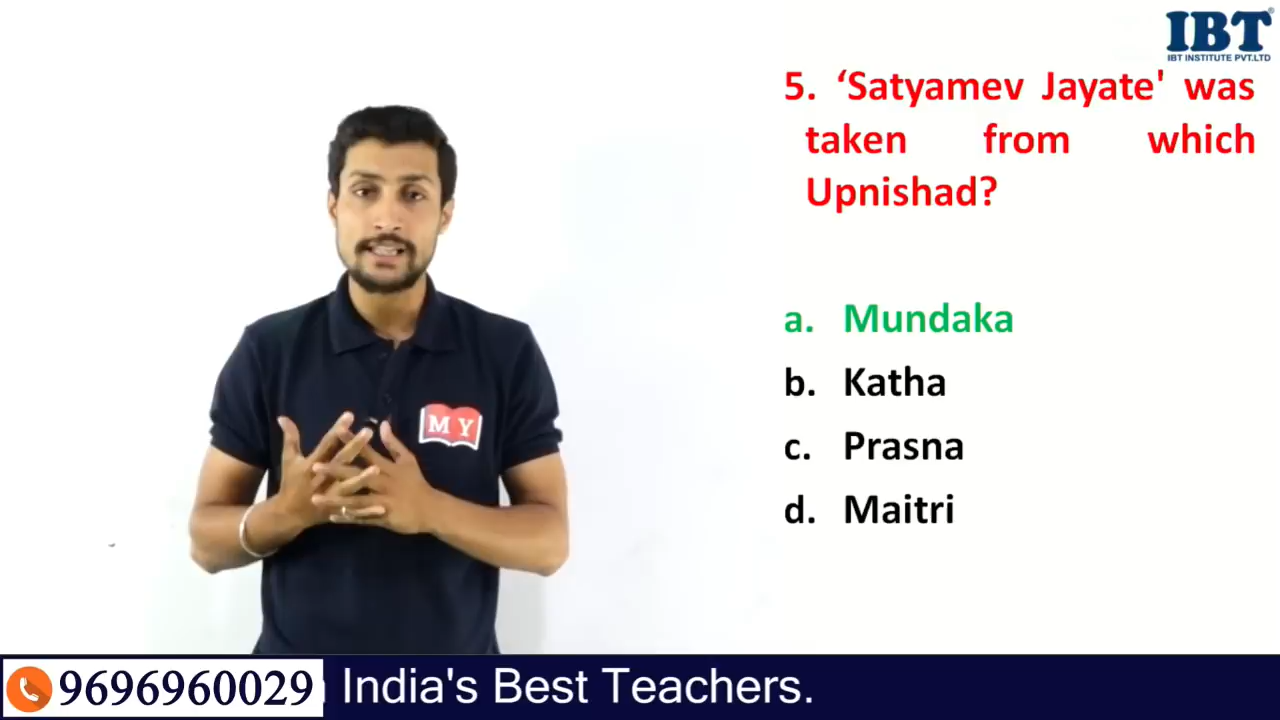 IBT
IBT INSTITUTE PVT.LTD
5. ‘Satyamev Jayate' was
taken from which
Upnishad?
a. Mundaka
b. Katha
c. Prasna
d. Maitri
M Y
9696960029
India's Best Teachers.